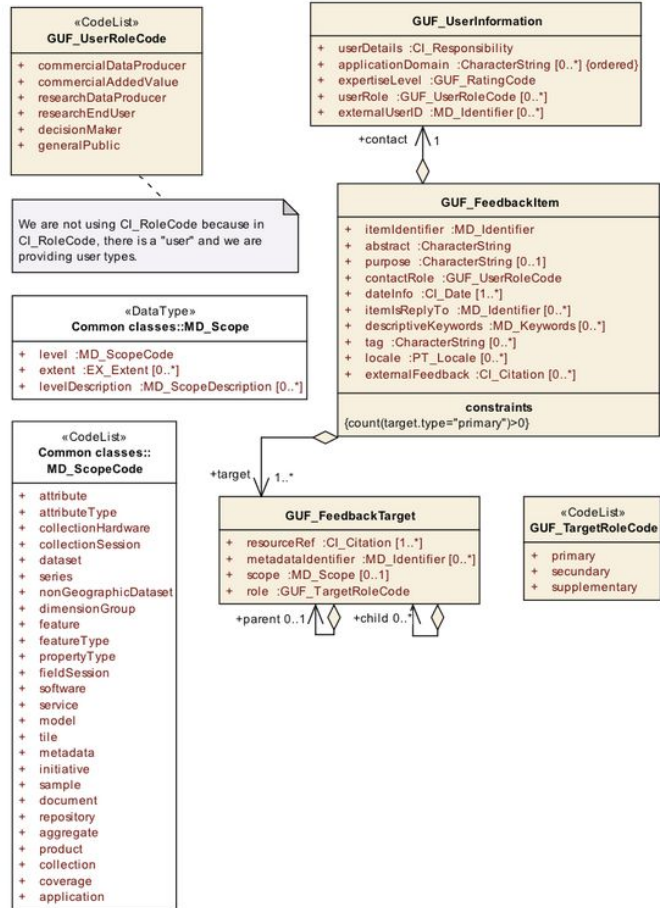 «CodeList»
GUF_UserRoleCode
+ commercialDataProducer
+ commercialAddedValue
+ researchDataProducer
+ researchEndUser
+ decisionMaker
+ generalPublic
GUF_UserInformation
+ userDetails :CI_Responsibility
+ applicationDomain :CharacterString [0..*] {ordered}
+ expertiseLevel :GUF_RatingCode
+ userRole :GUF_UserRoleCode [0..*]
+ externalUserID :MD_Identifier [0..*]
+contact 1
We are not using CI_RoleCode because in
CI_RoleCode, there is a "user" and we are
providing user types.
GUF_FeedbackItem
+ itemIdentifier :MD_Identifier
+ abstract :CharacterString
+ purpose :CharacterString [0..1]
+ contactRole :GUF_UserRoleCode
+ dateInfo :CI_Date [1..*]
+ itemIsReplyTo :MD_Identifier [0..*]
+ descriptiveKeywords :MD_Keywords [0..*]
+ tag :CharacterString [0..*]
+ locale :PT_Locale [0..*]
+ externalFeedback :CI_Citation [0..*]
constraints
{count(target.type="primary")>0}
«DataType»
Common classes::MD_Scope
+ level :MD_ScopeCode
+ extent :EX_Extent [0..*]
+ levelDescription :MD_ScopeDescription [0..*]
+target 1..*
«CodeList»
Common classes::
MD_ScopeCode
+ attribute
+ attributeType
+ collectionHardware
+ collectionSession
+ dataset
+ series
+ nonGeographicDataset
+ dimensionGroup
+ feature
+ featureType
+ propertyType
+ fieldSession
+ software
+ service
+ model
+ tile
+ metadata
+ initiative
+ sample
+ document
+ repository
+ aggregate
+ product
+ collection
+ coverage
+ application
GUF_FeedbackTarget
+ resourceRef :CI_Citation [1..*]
+ metadataIdentifier :MD_Identifier [0..*]
+ scope :MD_Scope [0..1]
+ role :GUF_TargetRoleCode
+parent 0..1 +child 0..*
«CodeList»
GUF_TargetRoleCode
+ primary
+ secundary
+ supplementary